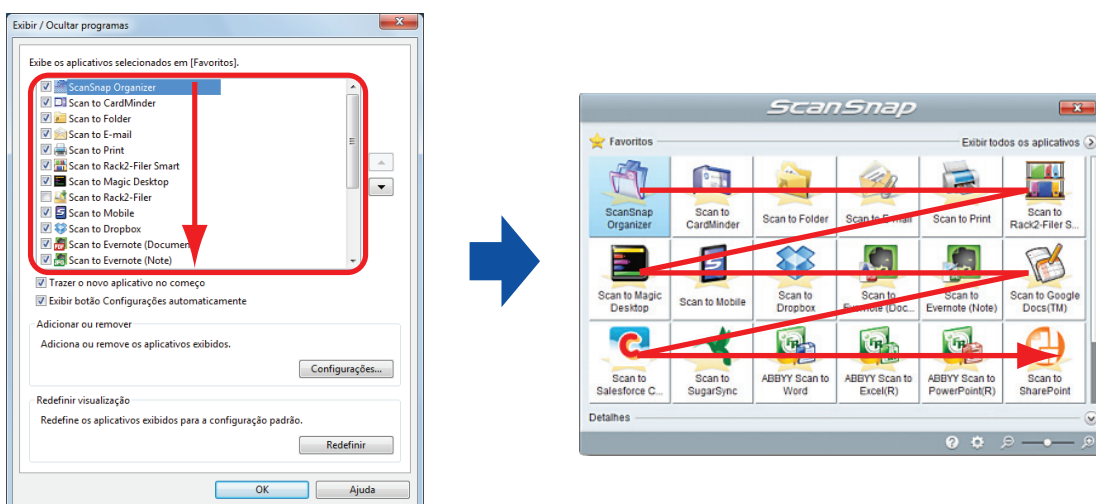 Exibir / Ocultar programas
Exibe os aplicativos selecionados em [Favoritos].
ScanSnap Organizer
Scan to CardMinder
Scan to Folder
Scan to E-mail
Scan to Print
Scan to Rack2-Filer Smart
Scan to Magic Desktop
Scan to Rack2-Filer
Scan to Mobile
Scan to Dropbox
Scan to Evernote (Documen
Scan to Evernote (Note)
Trazer o novo aplicativo no começo
Exibir botão Configurações automaticamente
Adicionar ou remover
Adiciona ou remove os aplicativos exibidos.
Configurações...
Redefinir visualização
Redefine os aplicativos exibidos para a configuração padrão.
Redefinir
OK Ajuda
ScanSnap
Favoritos Exibir todos os aplicativos
ScanSnap Organizer
Scan to CardMinder
Scan to Folder
Scan to E-mail
Scan to Print
Scan to Rack2-Filer S...
Scan to Magic Desktop
Scan to Mobile
Scan to Dropbox
Scan to Evernote (Doc...
Scan to Evernote (Note)
Scan to Google Docs(TM)
Scan to Salesforce C...
Scan to SugarSync
ABBYY Scan to Word
ABBYY Scan to Excel(R)
ABBYY Scan to PowerPoint(R)
Scan to SharePoint
Detalhes